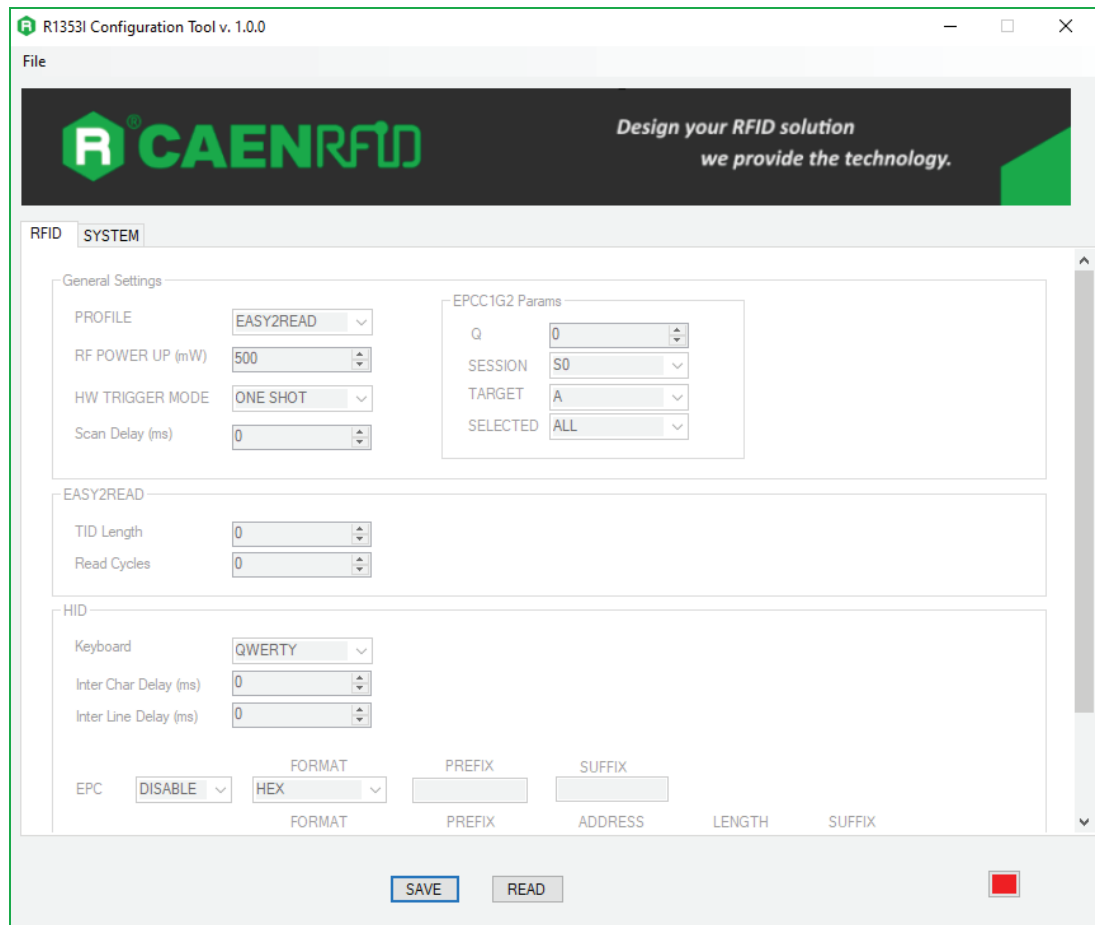 R1353I Configuration Tool v. 1.0.0
File
R®CAENRFID
Design your RFID solution
we provide the technology.
RFID SYSTEM
General Settings
PROFILE EASY2READ
RF POWER UP (mW) 500
HW TRIGGER MODE ONE SHOT
Scan Delay (ms) 0
EPCC1G2 Params
Q 0
SESSION S0
TARGET A
SELECTED ALL
EASY2READ
TID Length 0
Read Cycles 0
HID
Keyboard QWERTY
Inter Char Delay (ms) 0
Inter Line Delay (ms) 0
FORMAT PREFIX SUFFIX
EPC DISABLE HEX
FORMAT PREFIX ADDRESS LENGTH SUFFIX
SAVE READ